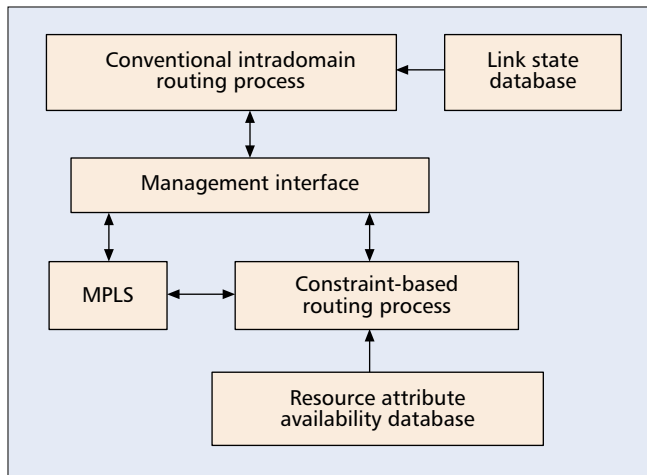 Conventional intradomain
routing process
Link state
database
Management interface
MPLS
Constraint-based
routing process
Resource attribute
availability database